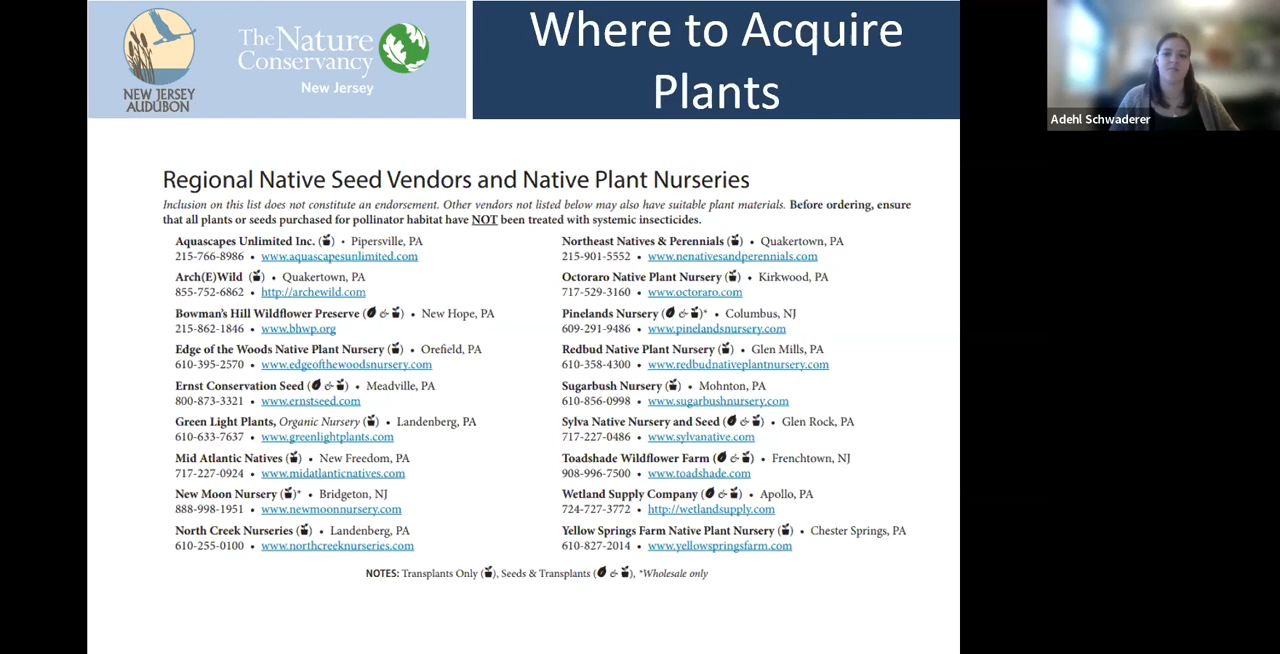 NEW JERSEY
AUDUBON
The Nature
Conservancy
New Jersey
Where to Acquire
Plants
Adehl Schwaderer
Regional Native Seed Vendors and Native Plant Nurseries
Inclusion on this list does not constitute an endorsement. Other vendors not listed below may also have suitable plant materials. Before ordering, ensure
that all plants or seeds purchased for pollinator habitat have NOT been treated with systemic insecticides.
Aquascapes Unlimited Inc. () • Pipersville, PA
215-766-8986 • www.aquascapesunlimited.com
Arch(E)Wild () • Quakertown, PA
855-752-6862 • http://archewild.com
Bowman's Hill Wildflower Preserve ( & ) • New Hope, PA
215-862-1846 • www.bhwp.org
Edge of the Woods Native Plant Nursery () • Orefield, PA
610-395-2570 • www.edgeofthewoodsnursery.com
Ernst Conservation Seed ( & ) • Meadville, PA
800-873-3321 • www.ernstseed.com
Green Light Plants, Organic Nursery () • Landenberg, PA
610-633-7637 • www.greenlightplants.com
Mid Atlantic Natives () • New Freedom, PA
717-227-0924 • www.midatlanticnatives.com
New Moon Nursery ()* • Bridgeton, NJ
888-998-1951 • www.newmoonnursery.com
North Creek Nurseries () • Landenberg, PA
610-255-0100 • www.northcreeknurseries.com
Northeast Natives & Perennials () • Quakertown, PA
215-901-5552 • www.nenativesandperennials.com
Octoraro Native Plant Nursery () • Kirkwood, PA
717-529-3160 • www.octoraro.com
Pinelands Nursery ( & )* • Columbus, NJ
609-291-9486 • www.pinelandsnursery.com
Redbud Native Plant Nursery () • Glen Mills, PA
610-358-4300 • www.redbudnativeplantnursery.com
Sugarbush Nursery () • Mohnton, PA
610-856-0998 • www.sugarbushnursery.com
Sylva Native Nursery and Seed ( & ) • Glen Rock, PA
717-227-0486 • www.sylvanative.com
Toadshade Wildflower Farm ( & ) • Frenchtown, NJ
908-996-7500 • www.toadshade.com
Wetland Supply Company ( & ) • Apollo, PA
724-727-3772 • http://wetlandsupply.com
Yellow Springs Farm Native Plant Nursery () • Chester Springs, PA
610-827-2014 • www.yellowspringsfarm.com
NOTES: Transplants Only (), Seeds & Transplants ( & ), *Wholesale only